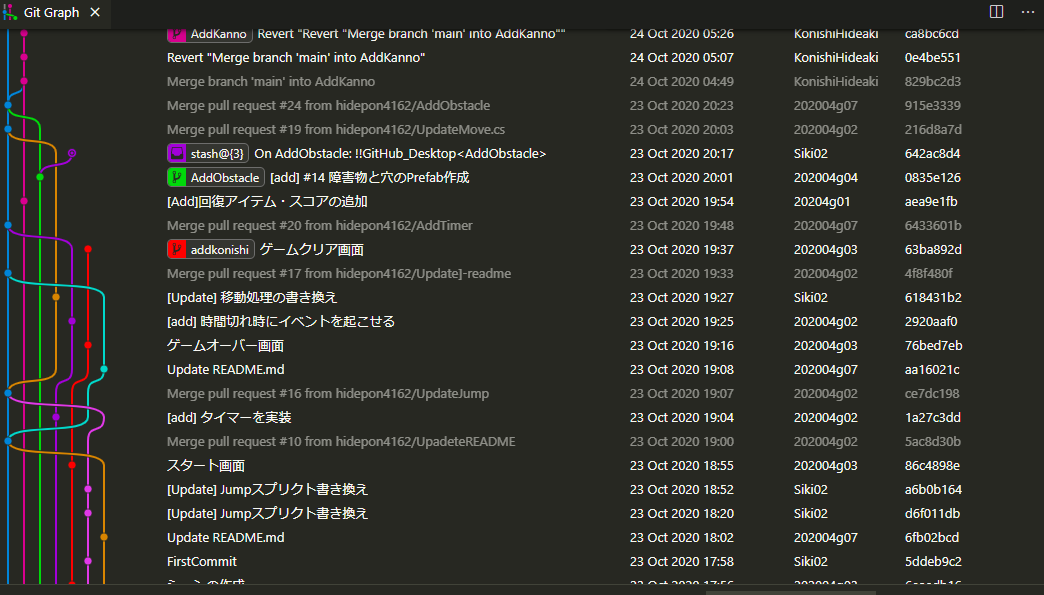 Git Graph
AddKanno Revert "Revert "Merge branch 'main' into AddKanno"" 24 Oct 2020 05:26 KonishiHideaki ca8bc6cd
Revert "Merge branch 'main' into AddKanno" 24 Oct 2020 05:07 KonishiHideaki 0e4be551
Merge branch 'main' into AddKanno 24 Oct 2020 04:49 KonishiHideaki 829bc2d3
Merge pull request #24 from hidepon4162/AddObstacle 23 Oct 2020 20:23 202004g07 915e3339
Merge pull request #19 from hidepon4162/UpdateMove.cs 23 Oct 2020 20:03 202004g02 216d8a7d
stash@{3} On AddObstacle: !!GitHub_Desktop<AddObstacle> 23 Oct 2020 20:17 Siki02 642ac8d4
AddObstacle [add] #14 障害物と穴のPrefab作成 23 Oct 2020 20:01 202004g04 0835e126
[Add]回復アイテム・スコアの追加 23 Oct 2020 19:54 20204g01 aea9e1fb
Merge pull request #20 from hidepon4162/AddTimer 23 Oct 2020 19:48 202004g07 6433601b
addkonishi ゲームクリア画面 23 Oct 2020 19:37 202004g03 63ba892d
Merge pull request #17 from hidepon4162/Update]-readme 23 Oct 2020 19:33 202004g02 4f8f480f
[Update] 移動処理の書き換え 23 Oct 2020 19:27 Siki02 618431b2
[add] 時間切れ時にイベントを起こせる 23 Oct 2020 19:25 202004g02 2920aaf0
ゲームオーバー画面 23 Oct 2020 19:16 202004g03 76bed7eb
Update README.md 23 Oct 2020 19:08 202004g07 aa16021c
Merge pull request #16 from hidepon4162/UpdateJump 23 Oct 2020 19:07 202004g02 ce7dc198
[add] タイマーを実装 23 Oct 2020 19:04 202004g02 1a27c3dd
Merge pull request #10 from hidepon4162/UpadeteREADME 23 Oct 2020 19:00 202004g02 5ac8d30b
スタート画面 23 Oct 2020 18:55 202004g03 86c4898e
[Update] Jumpスプリクト書き換え 23 Oct 2020 18:52 Siki02 a6b0b164
[Update] Jumpスプリクト書き換え 23 Oct 2020 18:20 Siki02 d6f011db
Update README.md 23 Oct 2020 18:02 202004g07 6fb02bcd
FirstCommit 23 Oct 2020 17:58 Siki02 5ddeb9c2
シーンの作成 23 Oct 2020 17:56